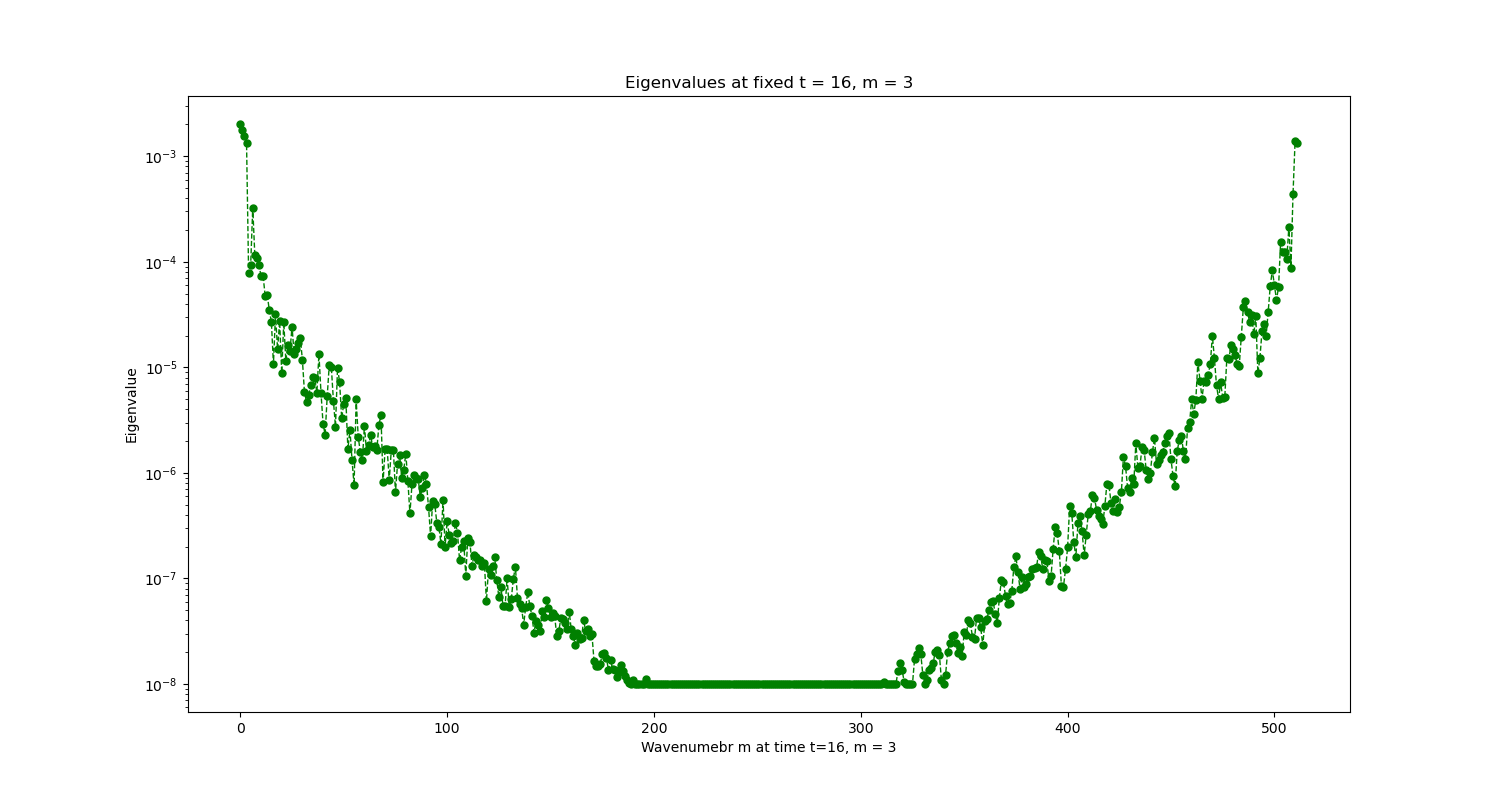 Eigenvalues at fixed t = 16, m = 3
Eigenvalue
10⁻³
10⁻⁴
10⁻⁵
10⁻⁶
10⁻⁷
10⁻⁸
0 100 200 300 400 500
Wavenumebr m at time t=16, m = 3